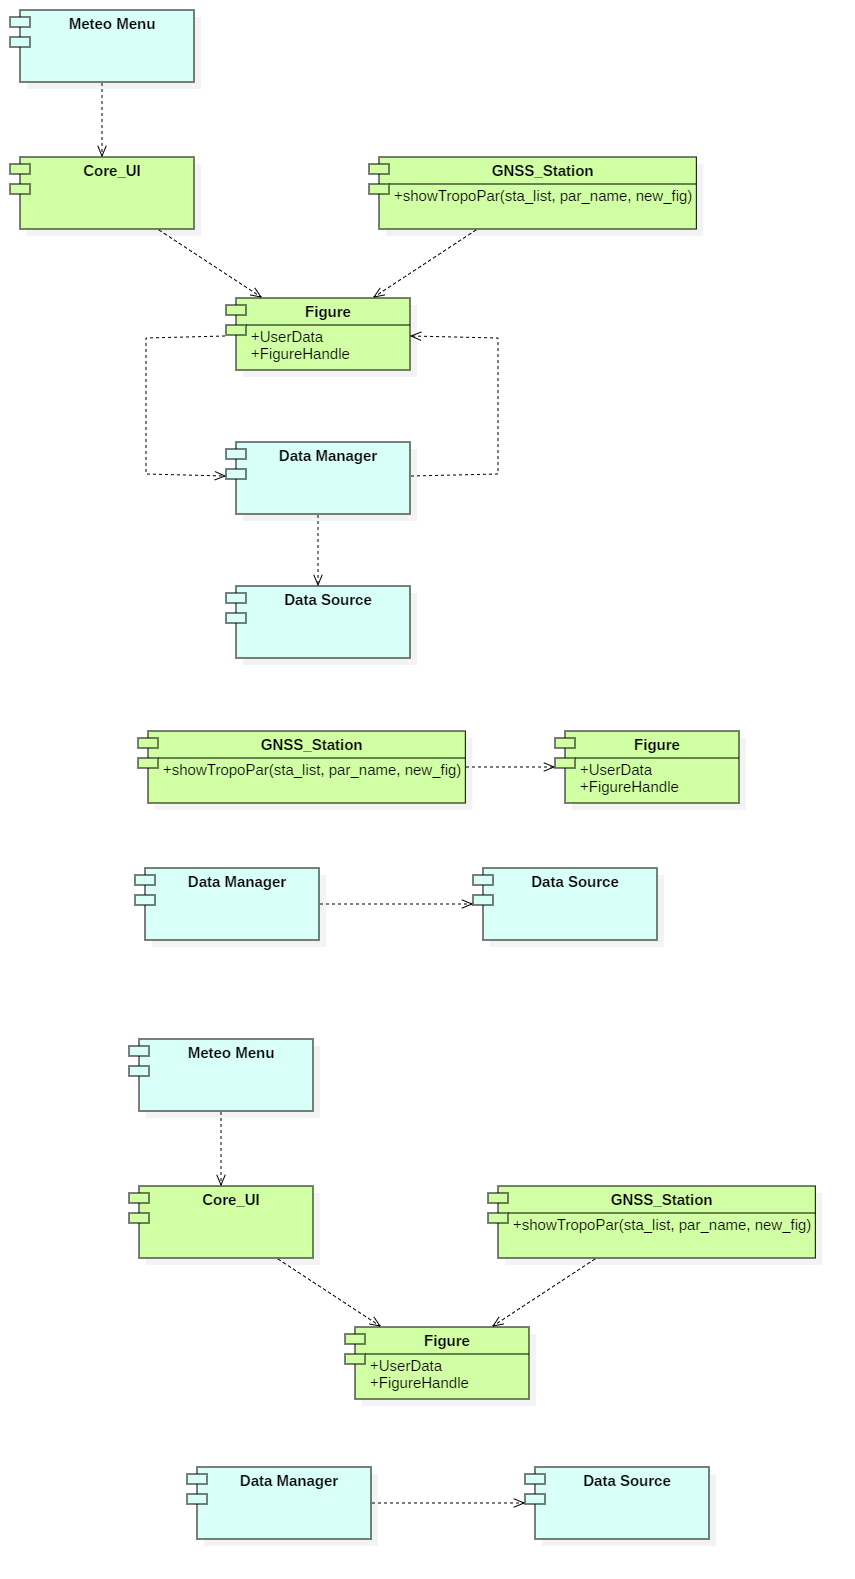 Meteo Menu
Core_UI
GNSS_Station
+showTropoPar(sta_list, par_name, new_fig)
Figure
+UserData
+FigureHandle
Data Manager
Data Source
GNSS_Station
+showTropoPar(sta_list, par_name, new_fig)
Figure
+UserData
+FigureHandle
Data Manager
Data Source
Meteo Menu
Core_UI
GNSS_Station
+showTropoPar(sta_list, par_name, new_fig)
Figure
+UserData
+FigureHandle
Data Manager
Data Source